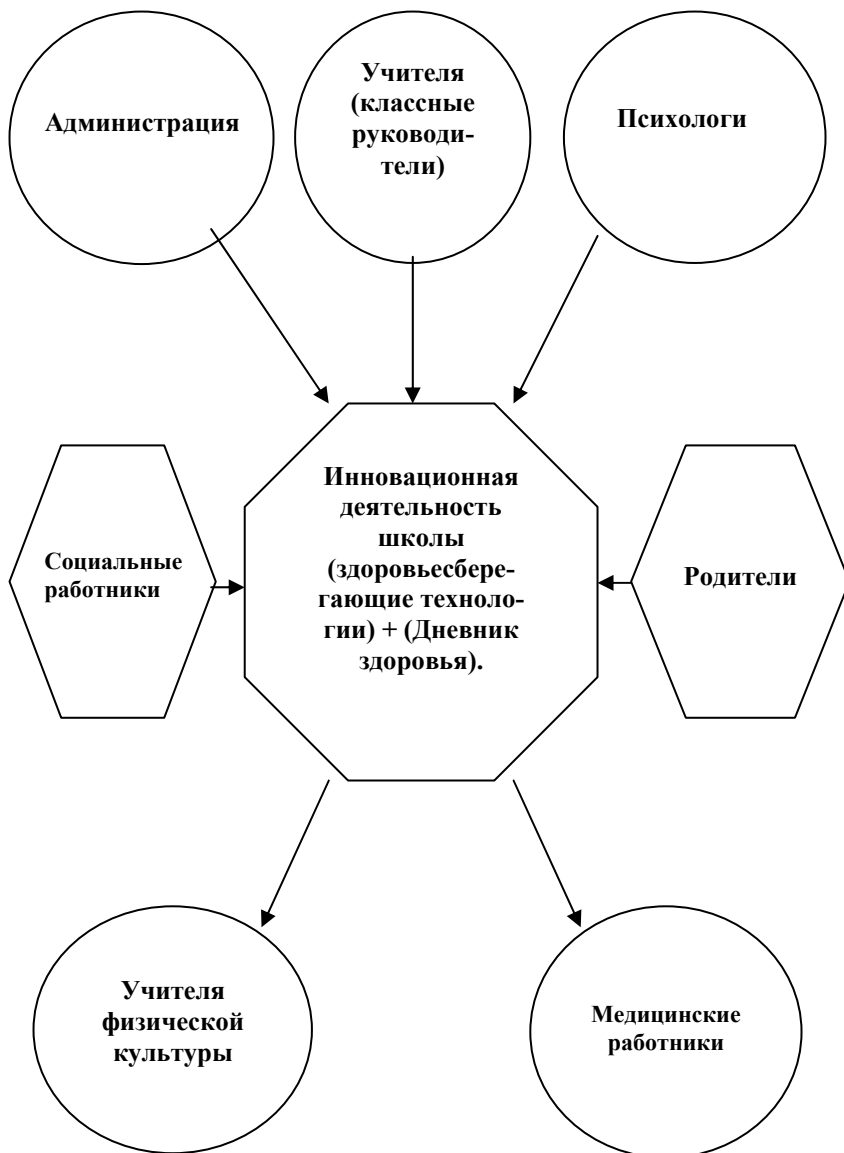 Администрация
Учителя
(классные
руководи-
тели)
Психологи
Социальные
работники
Инновационная
деятельность
школы
(здоровьесбере-
гающие техноло-
гии) + (Дневник
здоровья).
Родители
Учителя
физической
культуры
Медицинские
работники